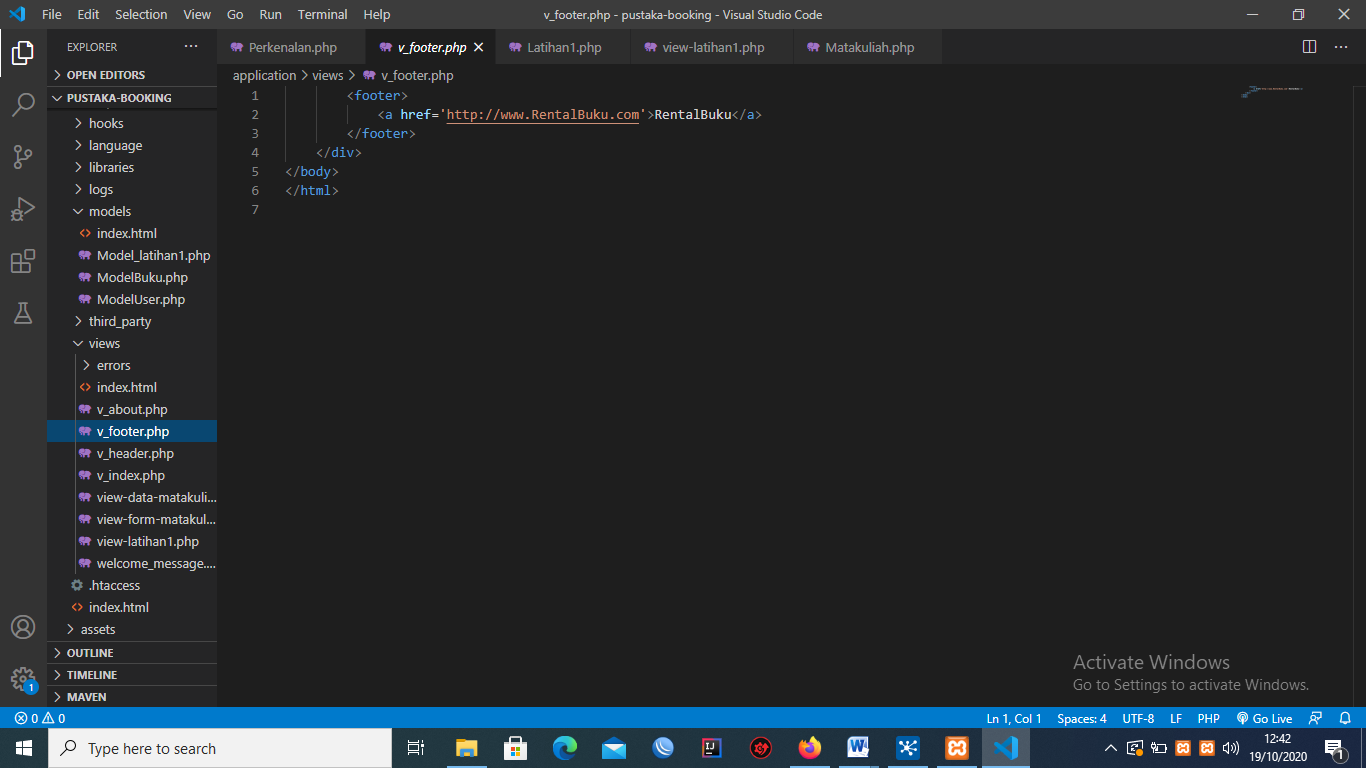 File Edit Selection View Go Run Terminal Help
v_footer.php - pustaka-booking - Visual Studio Code
EXPLORER
OPEN EDITORS
PUSTAKA-BOOKING
hooks
language
libraries
logs
models
index.html
Model_latihan1.php
ModelBuku.php
ModelUser.php
third_party
views
errors
index.html
v_about.php
v_footer.php
v_header.php
v_index.php
view-data-matakuli...
view-form-matakul...
view-latihan1.php
welcome_message....
.htaccess
index.html
assets
OUTLINE
TIMELINE
MAVEN
Perkenalan.php v_footer.php Latihan1.php view-latihan1.php Matakuliah.php
application > views > v_footer.php
1 <footer>
2 <a href='http://www.RentalBuku.com'>RentalBuku</a>
3 </footer>
4 </div>
5 </body>
6 </html>
7
Activate Windows
Go to Settings to activate Windows.
1
0 0 Ln 1, Col 1 Spaces: 4 UTF-8 LF PHP Go Live
Type here to search
12:42
19/10/2020
1